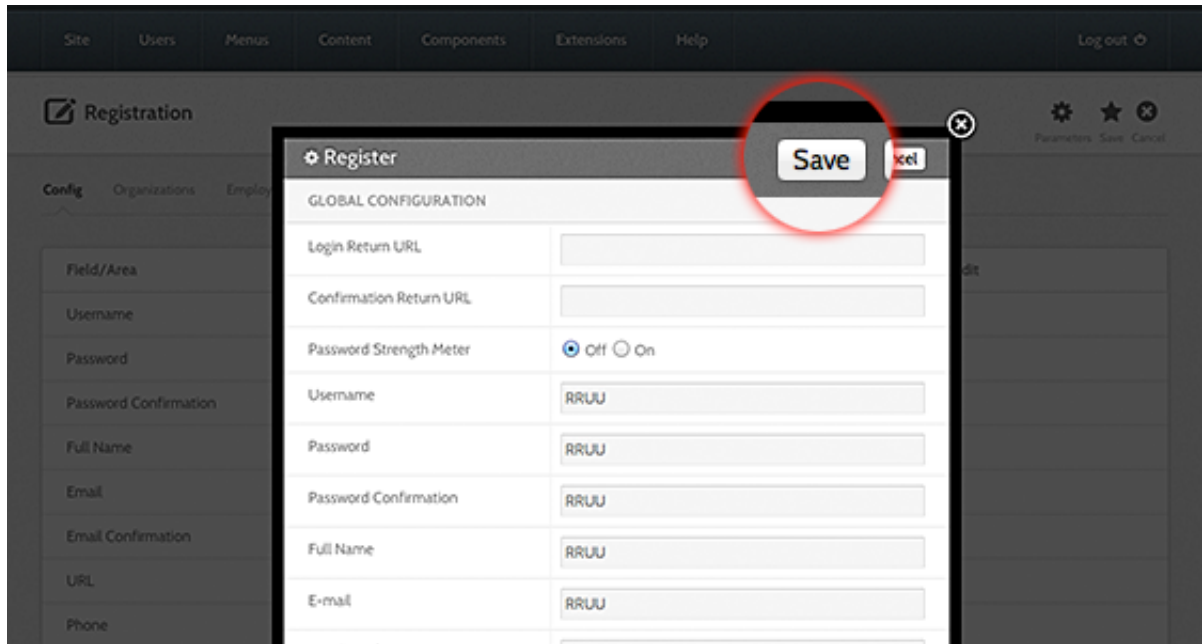 Site Users Menus Content Components Extensions Help Log out
Registration
Parameters Save Cancel
Register Save
Config Organizations
GLOBAL CONFIGURATION
Login Return URL
Field/Area
Confirmation Return URL
Username
Password Strength Meter Off On
Password
Username RRUU
Password Confirmation
Password RRUU
Full Name
Password Confirmation RRUU
Email
Email Confirmation
Full Name RRUU
URL
E-mail RRUU
Phone